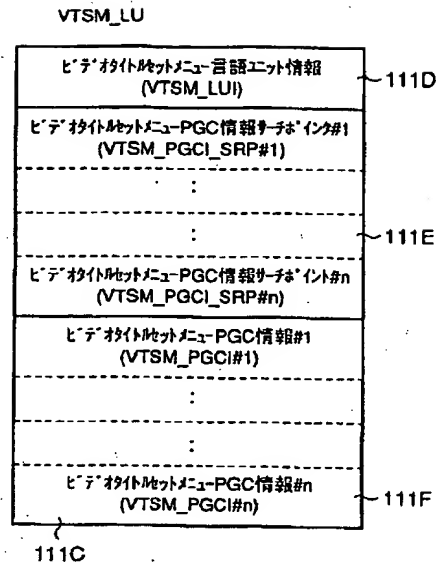 VTSM_LU
ビデオタイトルセットメニュー言語ユニット情報
(VTSM_LUI)
111D
ビデオタイトルセットメニューPGC情報サーチポインタ#1
(VTSM_PGCI_SRP#1)
:
:
111E
ビデオタイトルセットメニューPGC情報サーチポイント#n
(VTSM_PGCI_SRP#n)
ビデオタイトルセットメニューPGC情報#1
(VTSM_PGCI#1)
:
:
ビデオタイトルセットメニューPGC情報#n
(VTSM_PGCI#n)
111F
111C